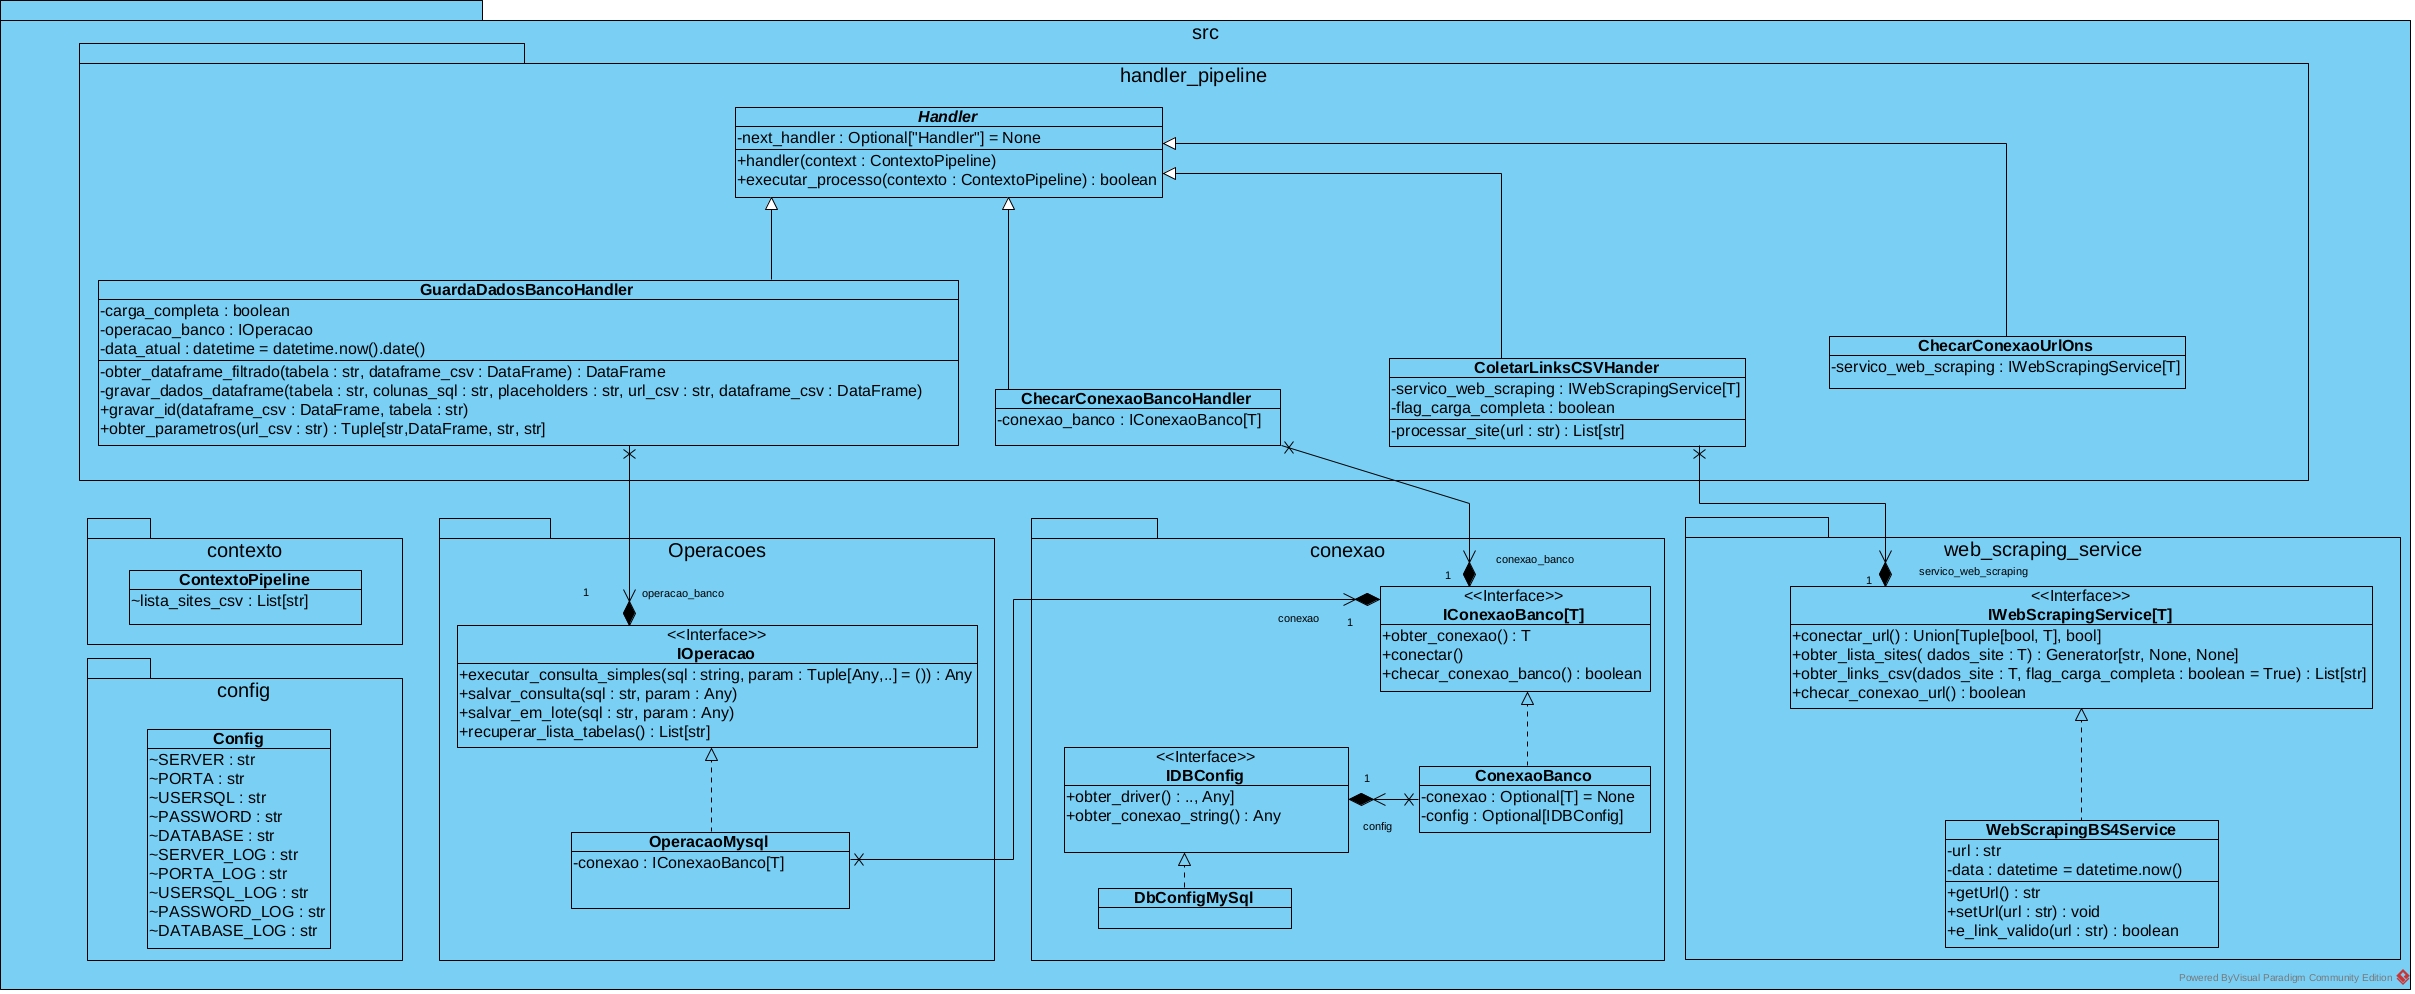 src
handler_pipeline
Handler
-next_handler : Optional["Handler"] = None
+handler(context : ContextoPipeline)
+executar_processo(contexto : ContextoPipeline) : boolean
GuardaDadosBancoHandler
-carga_completa : boolean
-operacao_banco : IOperacao
-data_atual : datetime = datetime.now().date()
-obter_dataframe_filtrado(tabela : str, dataframe_csv : DataFrame) : DataFrame
-gravar_dados_dataframe(tabela : str, colunas_sql : str, placeholders : str, url_csv : str, dataframe_csv : DataFrame)
+gravar_id(dataframe_csv : DataFrame, tabela : str)
+obter_parametros(url_csv : str) : Tuple[str,DataFrame, str, str]
ChecarConexaoBancoHandler
-conexao_banco : IConexaoBanco[T]
ColetarLinksCSVHander
-servico_web_scraping : IWebScrapingService[T]
-flag_carga_completa : boolean
-processar_site(url : str) : List[str]
ChecarConexaoUrlOns
-servico_web_scraping : IWebScrapingService[T]
contexto
ContextoPipeline
~lista_sites_csv : List[str]
config
Config
~SERVER : str
~PORTA : str
~USERSQL : str
~PASSWORD : str
~DATABASE : str
~SERVER_LOG : str
~PORTA_LOG : str
~USERSQL_LOG : str
~PASSWORD_LOG : str
~DATABASE_LOG : str
Operacoes
1
operacao_banco
<<Interface>>
IOperacao
+executar_consulta_simples(sql : string, param : Tuple[Any,..] = ()) : Any
+salvar_consulta(sql : str, param : Any)
+salvar_em_lote(sql : str, param : Any)
+recuperar_lista_tabelas() : List[str]
OperacaoMysql
-conexao : IConexaoBanco[T]
conexao
conexao_banco
1
conexao
1
<<Interface>>
IConexaoBanco[T]
+obter_conexao() : T
+conectar()
+checar_conexao_banco() : boolean
<<Interface>>
IDBConfig
+obter_driver() : .., Any]
+obter_conexao_string() : Any
1
config
ConexaoBanco
-conexao : Optional[T] = None
-config : Optional[IDBConfig]
DbConfigMySql
web_scraping_service
1
servico_web_scraping
<<Interface>>
IWebScrapingService[T]
+conectar_url() : Union[Tuple[bool, T], bool]
+obter_lista_sites( dados_site : T) : Generator[str, None, None]
+obter_links_csv(dados_site : T, flag_carga_completa : boolean = True) : List[str]
+checar_conexao_url() : boolean
WebScrapingBS4Service
-url : str
-data : datetime = datetime.now()
+getUrl() : str
+setUrl(url : str) : void
+e_link_valido(url : str) : boolean
Powered ByVisual Paradigm Community Edition